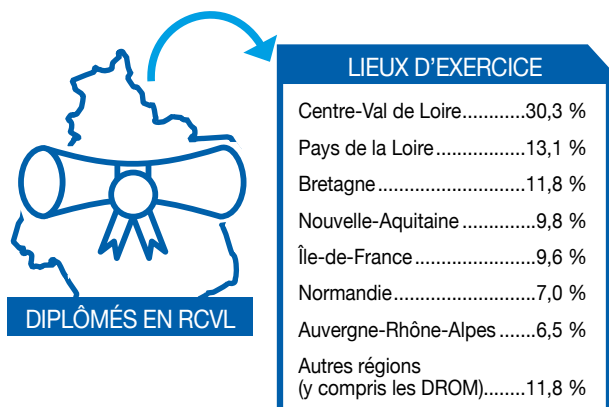 LIEUX D'EXERCICE
Centre-Val de Loire............30,3 %
Pays de la Loire................13,1 %
Bretagne..........................11,8 %
Nouvelle-Aquitaine ..............9,8 %
Île-de-France.....................9,6 %
Normandie........................7,0 %
Auvergne-Rhône-Alpes .......6,5 %
Autres régions
(y compris les DROM)........11,8 %
DIPLÔMÉS EN RCVL